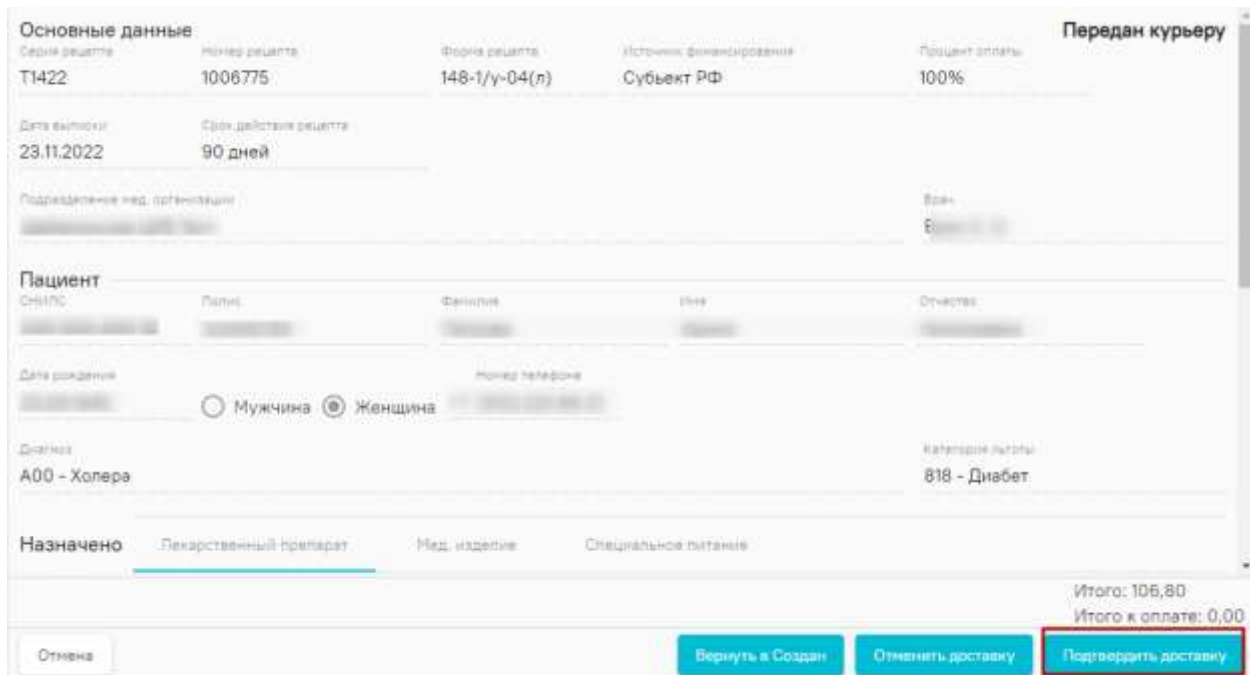 Основные данные
Передан курьеру
Серия рецепта Номер рецепта Форма рецепта Источник финансирования Процент оплаты
Т1422 1006775 148-1/у-04(л) Субъект РФ 100%
Дата выписки Срок действия рецепта
23.11.2022 90 дней
Подразделение мед. организации Врач
Пациент
СНИЛС Полис Фамилия Имя Отчество
Дата рождения Номер телефона
Мужчина Женщина
Диагноз Категория льготы
A00 - Холера 818 - Диабет
Назначено Лекарственный препарат Мед. изделие Специальное питание
Итого: 106,80
Итого к оплате: 0,00
Отмена Вернуть в Создан Отменить доставку Подтвердить доставку